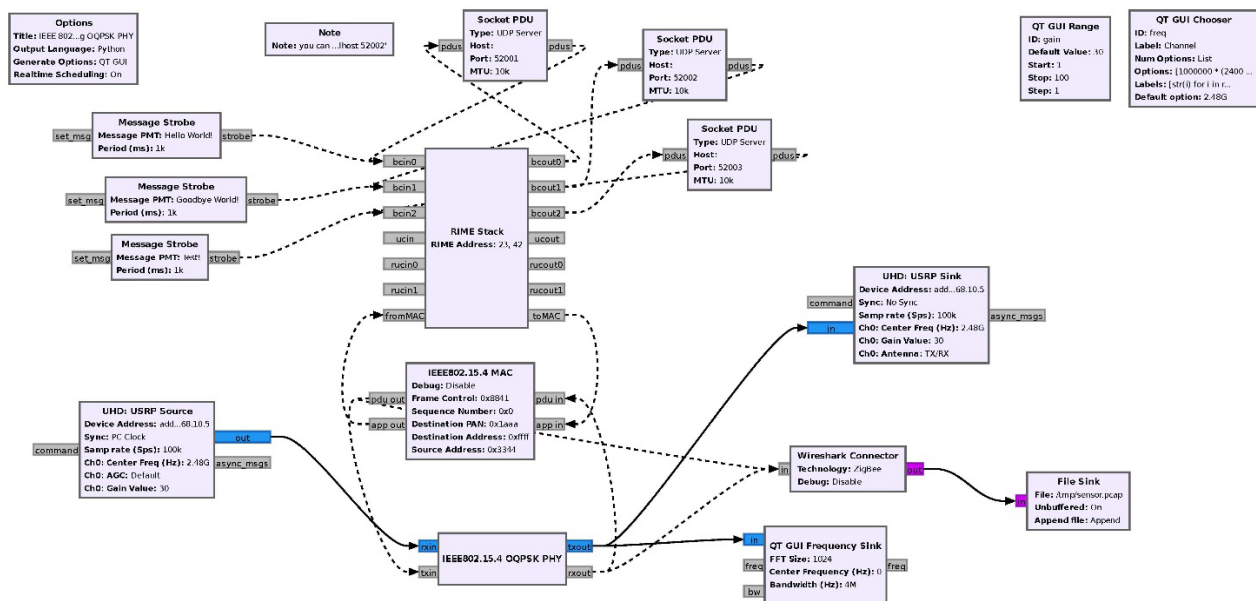 Options
Title: IEEE 802...g OQPSK PHY
Output Language: Python
Generate Options: QT GUI
Realtime Scheduling: On
Note
Note: you can ...lhost 52002"
Socket PDU
Type: UDP Server
Host:
Port: 52001
MTU: 10k
pdus
pdus
Socket PDU
Type: UDP Server
Host:
Port: 52002
MTU: 10k
pdus
pdus
Socket PDU
Type: UDP Server
Host:
Port: 52003
MTU: 10k
pdus
pdus
QT GUI Range
ID: gain
Default Value: 30
Start: 1
Stop: 100
Step: 1
QT GUI Chooser
ID: freq
Label: Channel
Num Options: List
Options: [1000000 * (2400 ...
Labels: [str(i) for i in r...
Default option: 2.48G
Message Strobe
Message PMT: Hello World!
Period (ms): 1k
set_msg
strobe
Message Strobe
Message PMT: Goodbye World!
Period (ms): 1k
set_msg
strobe
Message Strobe
Message PMT: Test!
Period (ms): 1k
set_msg
strobe
bcin0
bcin1
bcin2
ucin
rucin0
rucin1
fromMAC
RIME Stack
RIME Address: 23, 42
bcout0
bcout1
bcout2
ucout
rucout0
rucout1
toMAC
UHD: USRP Sink
Device Address: add...68.10.5
Sync: No Sync
Samp rate (Sps): 100k
Ch0: Center Freq (Hz): 2.48G
Ch0: Gain Value: 30
Ch0: Antenna: TX/RX
command
in
async_msgs
IEEE802.15.4 MAC
Debug: Disable
Frame Control: 0x8841
Sequence Number: 0x0
Destination PAN: 0x1aaa
Destination Address: 0xffff
Source Address: 0x3344
pdu out
app out
pdu in
app in
UHD: USRP Source
Device Address: add...68.10.5
Sync: PC Clock
Samp rate (Sps): 100k
Ch0: Center Freq (Hz): 2.48G
Ch0: AGC: Default
Ch0: Gain Value: 30
command
out
async_msgs
Wireshark Connector
Technology: ZigBee
Debug: Disable
in
out
File Sink
File: /tmp/sensor.pcap
Unbuffered: On
Append file: Append
in
rxin
txin
IEEE802.15.4 OQPSK PHY
txout
rxout
QT GUI Frequency Sink
FFT Size: 1024
Center Frequency (Hz): 0
Bandwidth (Hz): 4M
in
freq
bw
freq